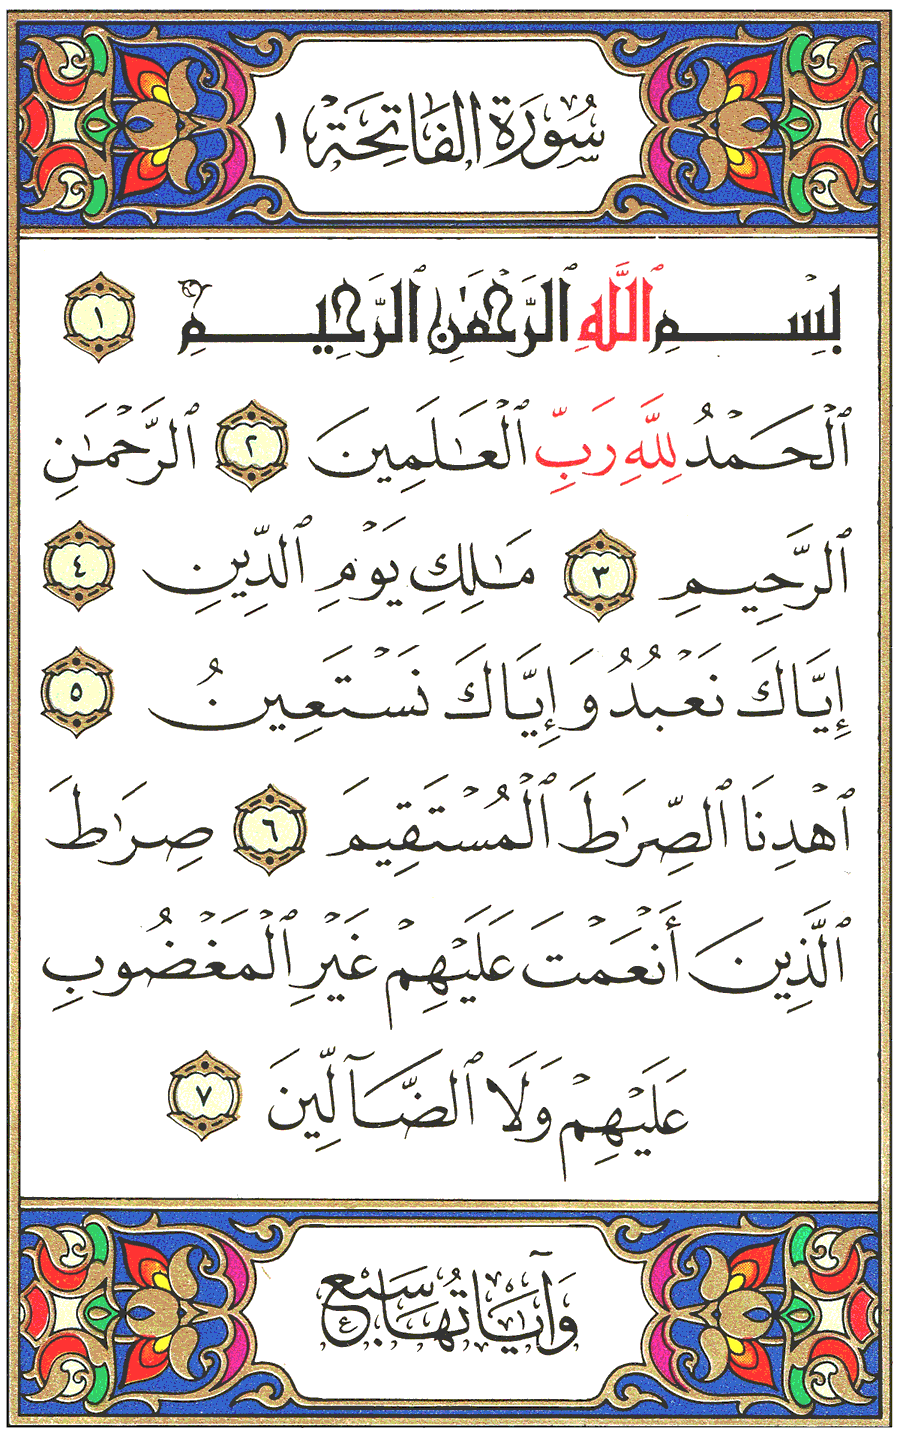 سُورَةُ الْفَاتِحَة ١
بِسْمِ ٱللَّهِ ٱلرَّحْمَٰنِ ٱلرَّحِيمِ ١
ٱلْحَمْدُ لِلَّهِ رَبِّ ٱلْعَٰلَمِينَ ٢ ٱلرَّحْمَٰنِ
ٱلرَّحِيمِ ٣ مَٰلِكِ يَوْمِ ٱلدِّينِ ٤
إِيَّاكَ نَعْبُدُ وَإِيَّاكَ نَسْتَعِينُ ٥
ٱهْدِنَا ٱلصِّرَٰطَ ٱلْمُسْتَقِيمَ ٦ صِرَٰطَ
ٱلَّذِينَ أَنْعَمْتَ عَلَيْهِمْ غَيْرِ ٱلْمَغْضُوبِ
عَلَيْهِمْ وَلَا ٱلضَّآلِّينَ ٧
وَآيَاتُهَا سَبْع